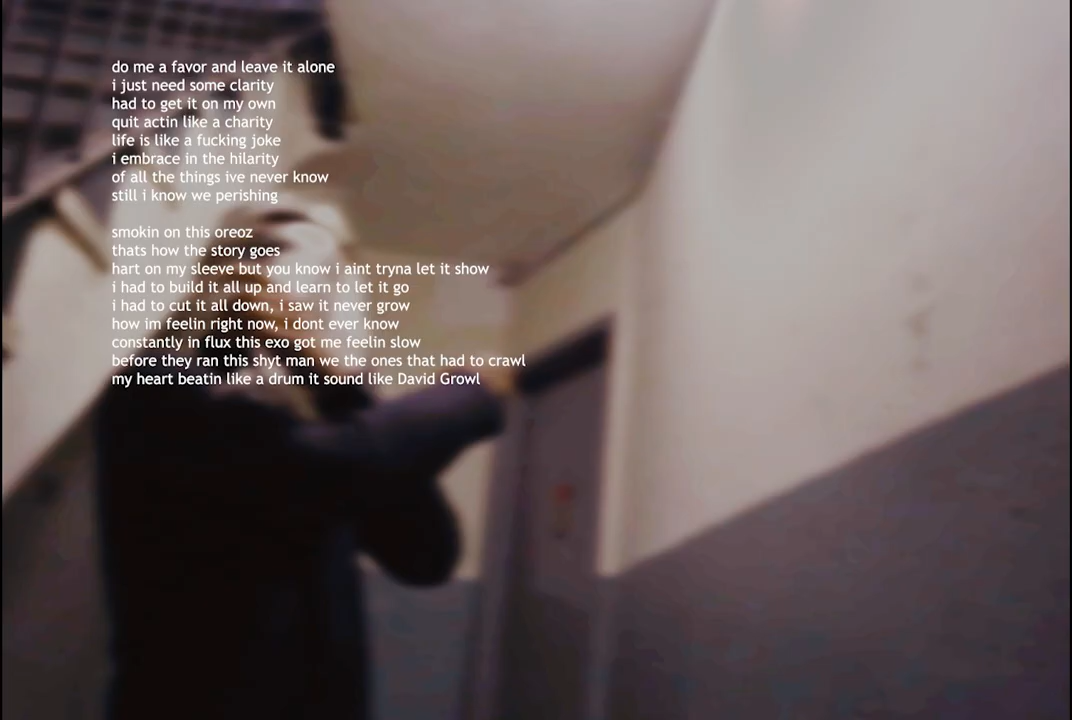 do me a favor and leave it alone
i just need some clarity
had to get it on my own
quit actin like a charity
life is like a fucking joke
i embrace in the hilarity
of all the things ive never know
still i know we perishing
smokin on this oreoz
thats how the story goes
hart on my sleeve but you know i aint tryna let it show
i had to build it all up and learn to let it go
i had to cut it all down, i saw it never grow
how im feelin right now, i dont ever know
constantly in flux this exo got me feelin slow
before they ran this shyt man we the ones that had to crawl
my heart beatin like a drum it sound like David Growl